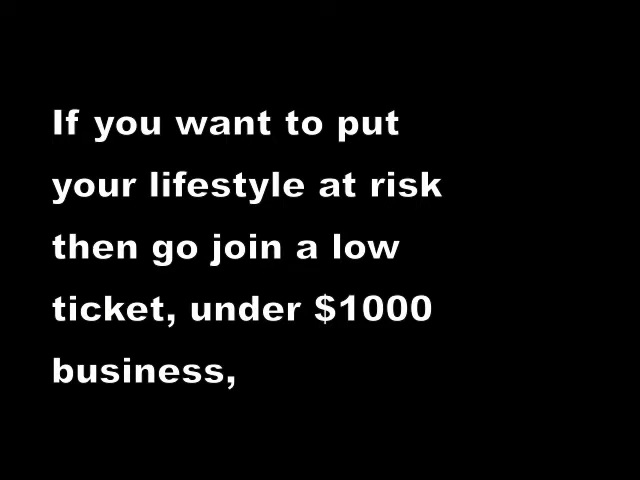 If you want to put
your lifestyle at risk
then go join a low
ticket, under $1000
business,